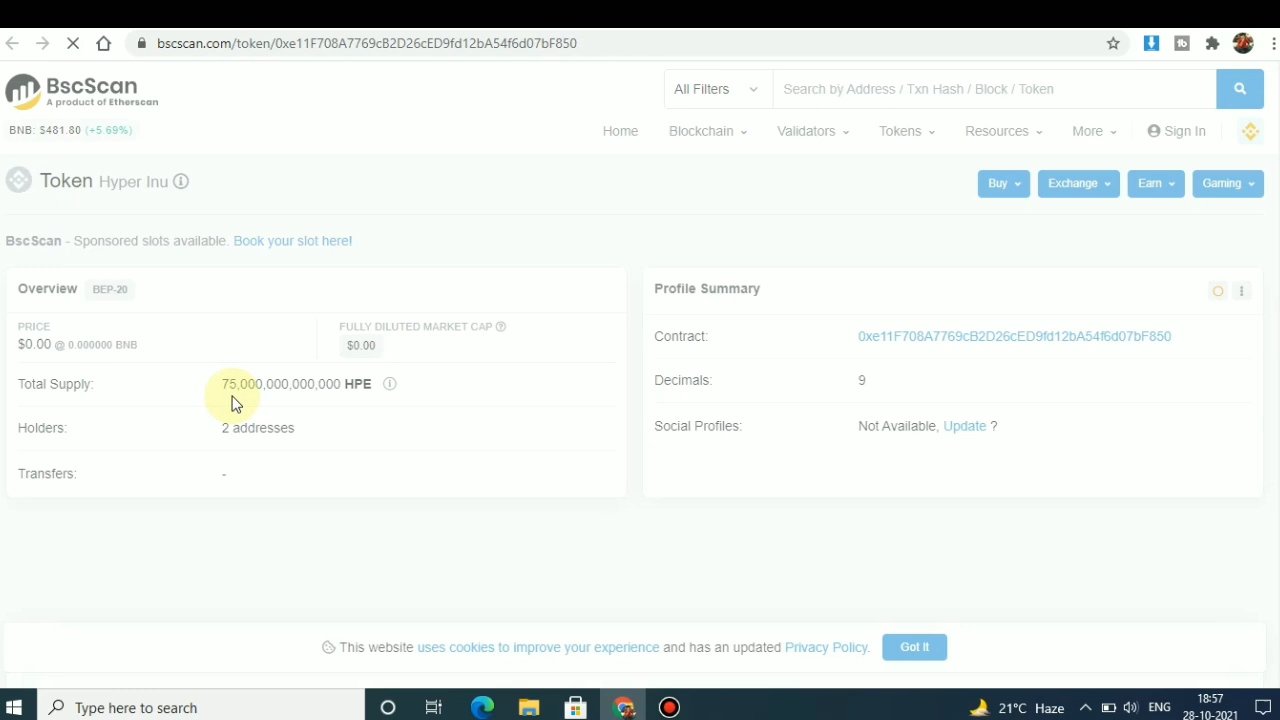 bscscan.com/token/0xe11F708A7769cB2D26cED9fd12bA54f6d07bF850
BscScan
A product of Etherscan
All Filters
Search by Address / Txn Hash / Block / Token
BNB: $481.80 (+5.69%)
Home Blockchain Validators Tokens Resources More Sign In
Token Hyper Inu
Buy Exchange Earn Gaming
BscScan - Sponsored slots available. Book your slot here!
Overview BEP-20
PRICE
$0.00 @ 0.000000 BNB
FULLY DILUTED MARKET CAP
$0.00
Total Supply: 75,000,000,000,000 HPE
Holders: 2 addresses
Transfers: -
Profile Summary
Contract: 0xe11F708A7769cB2D26cED9fd12bA54f6d07bF850
Decimals: 9
Social Profiles: Not Available, Update ?
This website uses cookies to improve your experience and has an updated Privacy Policy. Got It
Type here to search
21°C Haze
ENG
18:57
28-10-2021